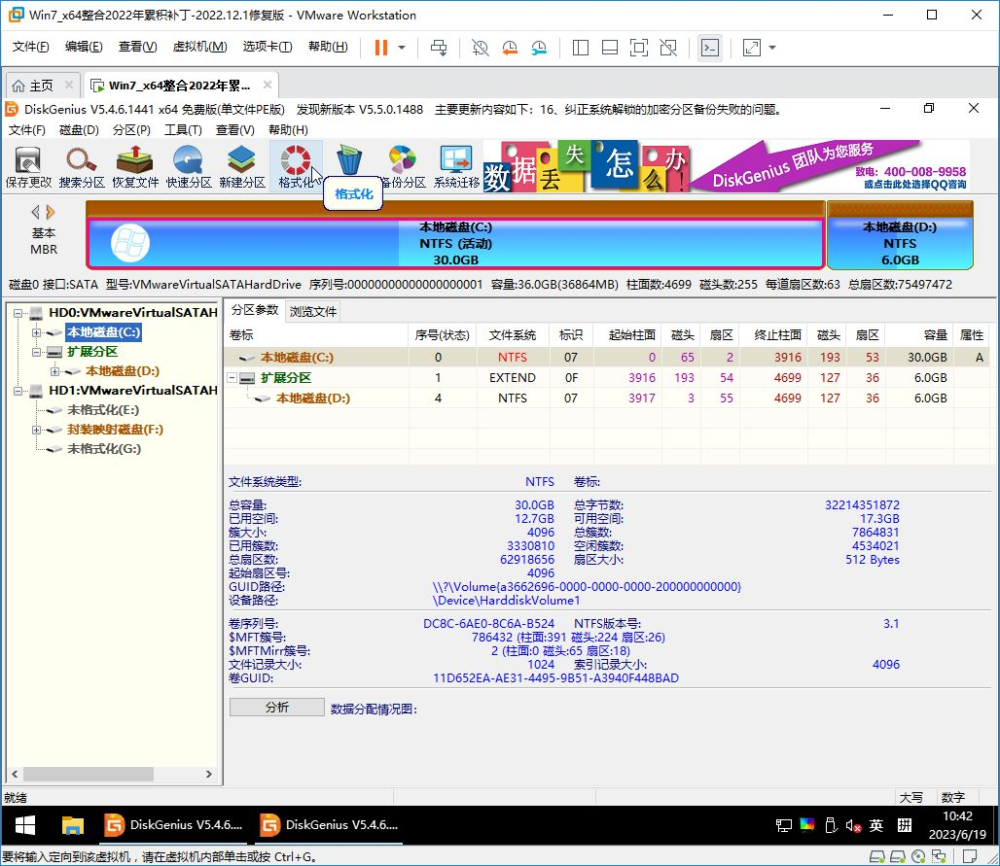 Win7_x64整合2022年累积补丁-2022.12.1修复版 - VMware Workstation
文件(F) 编辑(E) 查看(V) 虚拟机(M) 选项卡(T) 帮助(H)
主页 Win7_x64整合2022年累...
DiskGenius V5.4.6.1441 x64 免费版(单文件PE版) 发现新版本 V5.5.0.1488 主要更新内容如下：16、纠正系统解锁的加密分区备份失败的问题。
文件(F) 磁盘(D) 分区(P) 工具(T) 查看(V) 帮助(H)
保存更改 搜索分区 恢复文件 快速分区 新建分区 格式化 备份分区 系统迁移
格式化
数据丢失怎么办!
DiskGenius 团队为您服务
致电：400-008-9958
或点击此处选择QQ咨询
基本
MBR
本地磁盘(C:)
NTFS (活动)
30.0GB
本地磁盘(D:)
NTFS
6.0GB
磁盘0 接口:SATA 型号:VMwareVirtualSATAHardDrive 序列号:00000000000000000001 容量:36.0GB(36864MB) 柱面数:4699 磁头数:255 每道扇区数:63 总扇区数:75497472
HD0:VMwareVirtualSATAH
本地磁盘(C:)
扩展分区
本地磁盘(D:)
HD1:VMwareVirtualSATAH
未格式化(E:)
封装映射磁盘(F:)
未格式化(G:)
分区参数 浏览文件
卷标 序号(状态) 文件系统 标识 起始柱面 磁头 扇区 终止柱面 磁头 扇区 容量 属性
本地磁盘(C:) 0 NTFS 07 0 65 2 3916 193 53 30.0GB A
扩展分区 1 EXTEND 0F 3916 193 54 4699 127 36 6.0GB
本地磁盘(D:) 4 NTFS 07 3917 3 55 4699 127 36 6.0GB
文件系统类型: NTFS 卷标:
总容量: 30.0GB 总字节数: 32214351872
已用空间: 12.7GB 可用空间: 17.3GB
簇大小: 4096 总簇数: 7864831
已用簇数: 3330810 空闲簇数: 4534021
总扇区数: 62918656 扇区大小: 512 Bytes
起始扇区号: 4096
GUID路径: \\?\Volume{a3662696-0000-0000-0000-200000000000}
设备路径: \Device\HarddiskVolume1
卷序列号: DC8C-6AE0-8C6A-B524 NTFS版本号: 3.1
$MFT簇号: 786432 (柱面:391 磁头:224 扇区:26)
$MFTMirr簇号: 2 (柱面:0 磁头:65 扇区:18)
文件记录大小: 1024 索引记录大小: 4096
卷GUID: 11D652EA-AE31-4495-9B51-A3940F448BAD
分析 数据分配情况图:
就绪 大写 数字
DiskGenius V5.4.6.... DiskGenius V5.4.6.... 英 拼 10:42
2023/6/19
要将输入定向到该虚拟机，请在虚拟机内部单击或按 Ctrl+G。